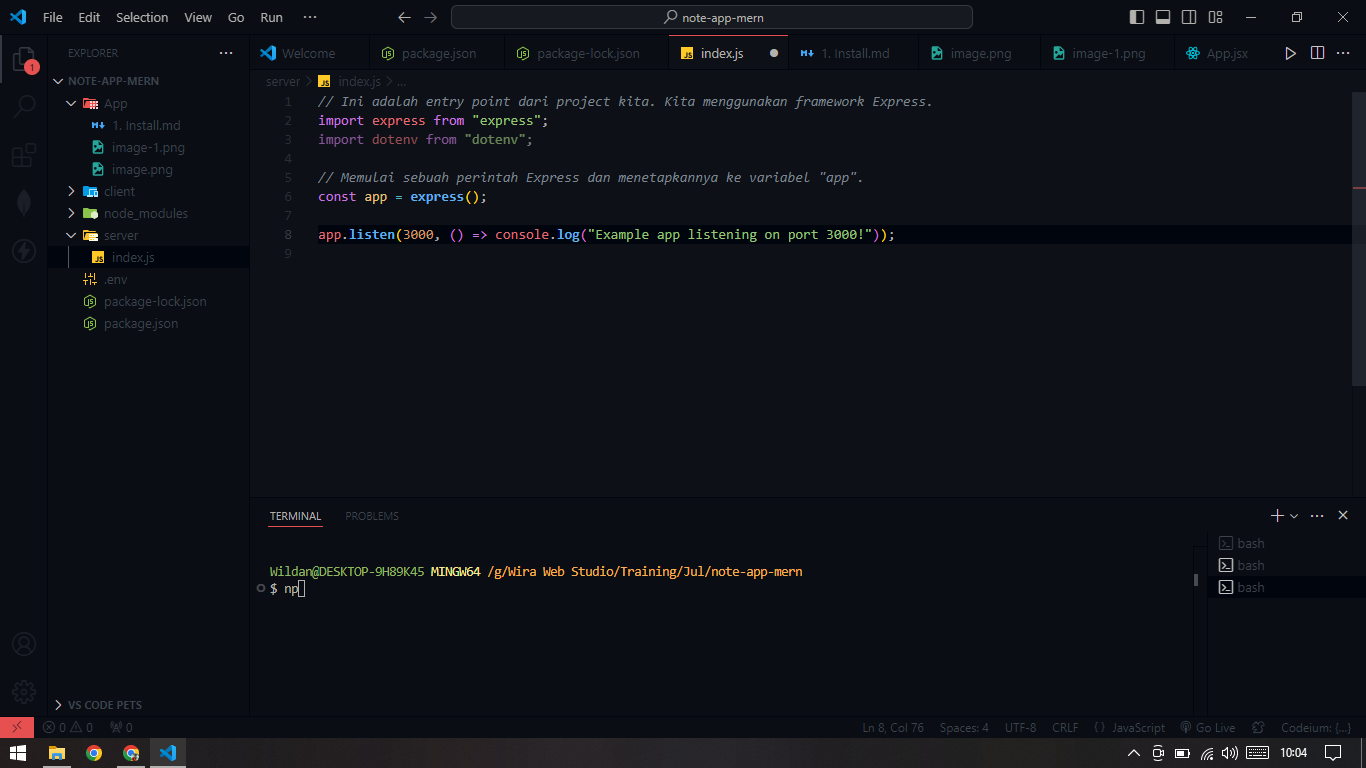 File Edit Selection View Go Run ···
note-app-mern
EXPLORER ···
1
Welcome
package.json
package-lock.json
index.js
1. Install.md
image.png
image-1.png
App.jsx
···
NOTE-APP-MERN
App
1. Install.md
image-1.png
image.png
client
node_modules
server
index.js
.env
package-lock.json
package.json
VS CODE PETS
server > index.js > ...
1 // Ini adalah entry point dari project kita. Kita menggunakan framework Express.
2 import express from "express";
3 import dotenv from "dotenv";
4
5 // Memulai sebuah perintah Express dan menetapkannya ke variabel "app".
6 const app = express();
7
8 app.listen(3000, () => console.log("Example app listening on port 3000!"));
9
TERMINAL PROBLEMS
Wildan@DESKTOP-9H89K45 MINGW64 /g/Wira Web Studio/Training/Jul/note-app-mern
$ np
bash
bash
bash
0 0 0
Ln 8, Col 76 Spaces: 4 UTF-8 CRLF {} JavaScript Go Live Codeium: {...}
10:04